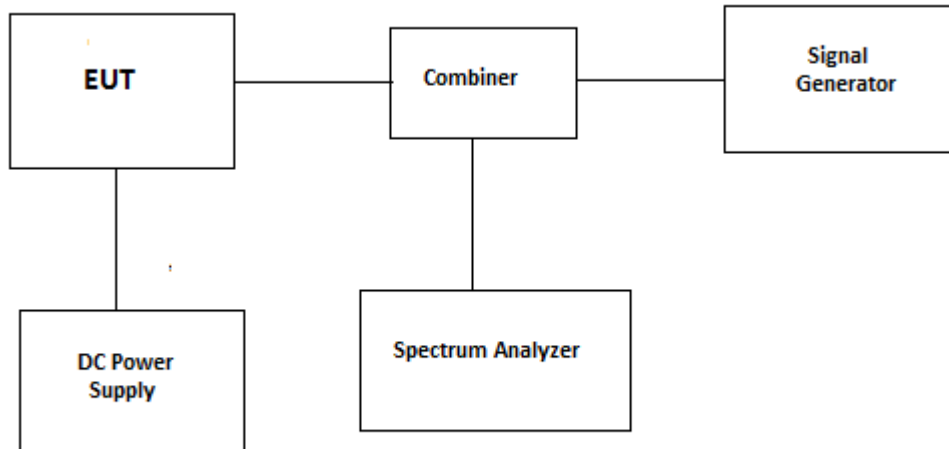 EUT
Combiner
Signal
Generator
DC Power
Supply
Spectrum Analyzer